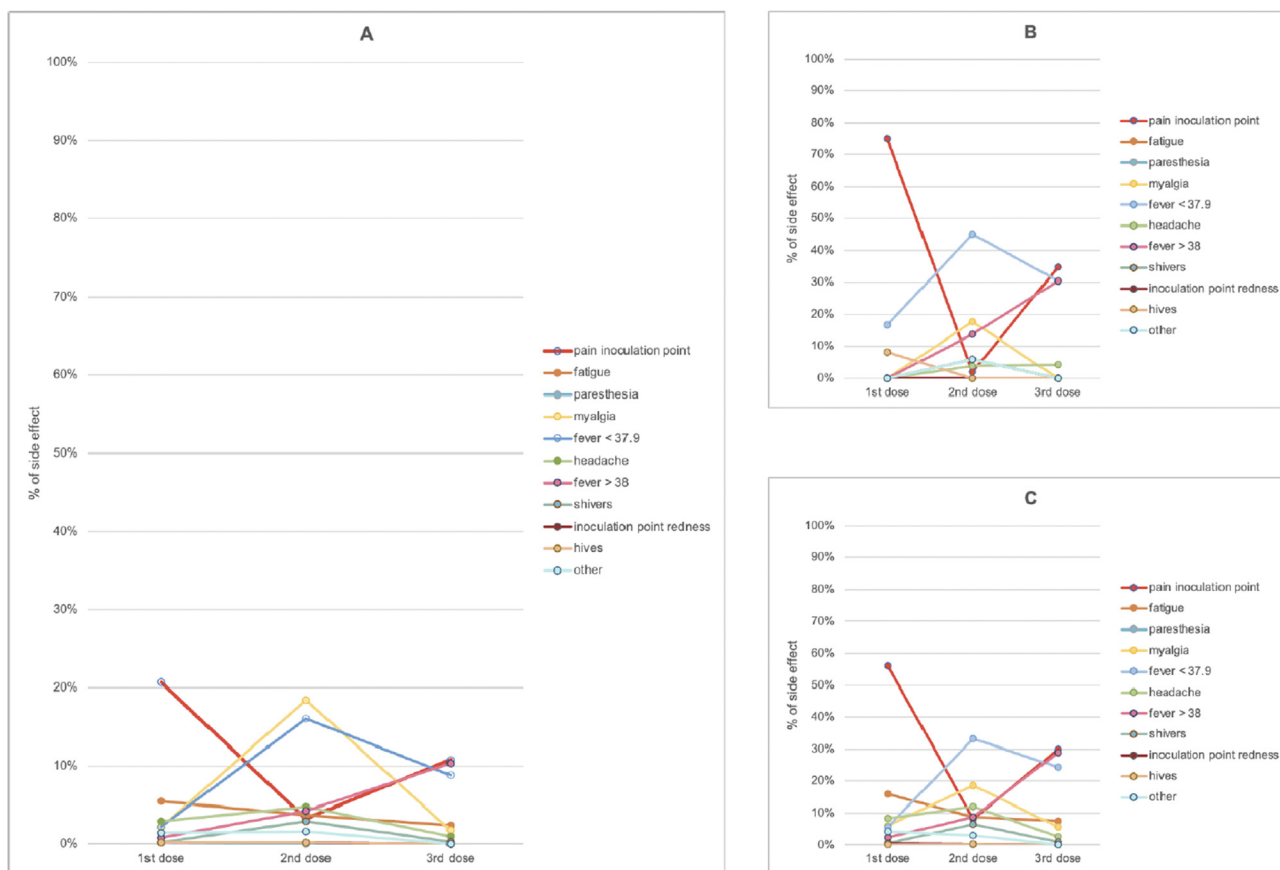 A
% of side effect
100%
90%
80%
70%
60%
50%
40%
30%
20%
10%
0%
1st dose 2nd dose 3rd dose
pain inoculation point
fatigue
paresthesia
myalgia
fever < 37.9
headache
fever > 38
shivers
inoculation point redness
hives
other
B
% of side effect
100%
90%
80%
70%
60%
50%
40%
30%
20%
10%
0%
1st dose 2nd dose 3rd dose
pain inoculation point
fatigue
paresthesia
myalgia
fever < 37.9
headache
fever > 38
shivers
inoculation point redness
hives
other
C
% of side effect
100%
90%
80%
70%
60%
50%
40%
30%
20%
10%
0%
1st dose 2nd dose 3rd dose
pain inoculation point
fatigue
paresthesia
myalgia
fever < 37.9
headache
fever > 38
shivers
inoculation point redness
hives
other